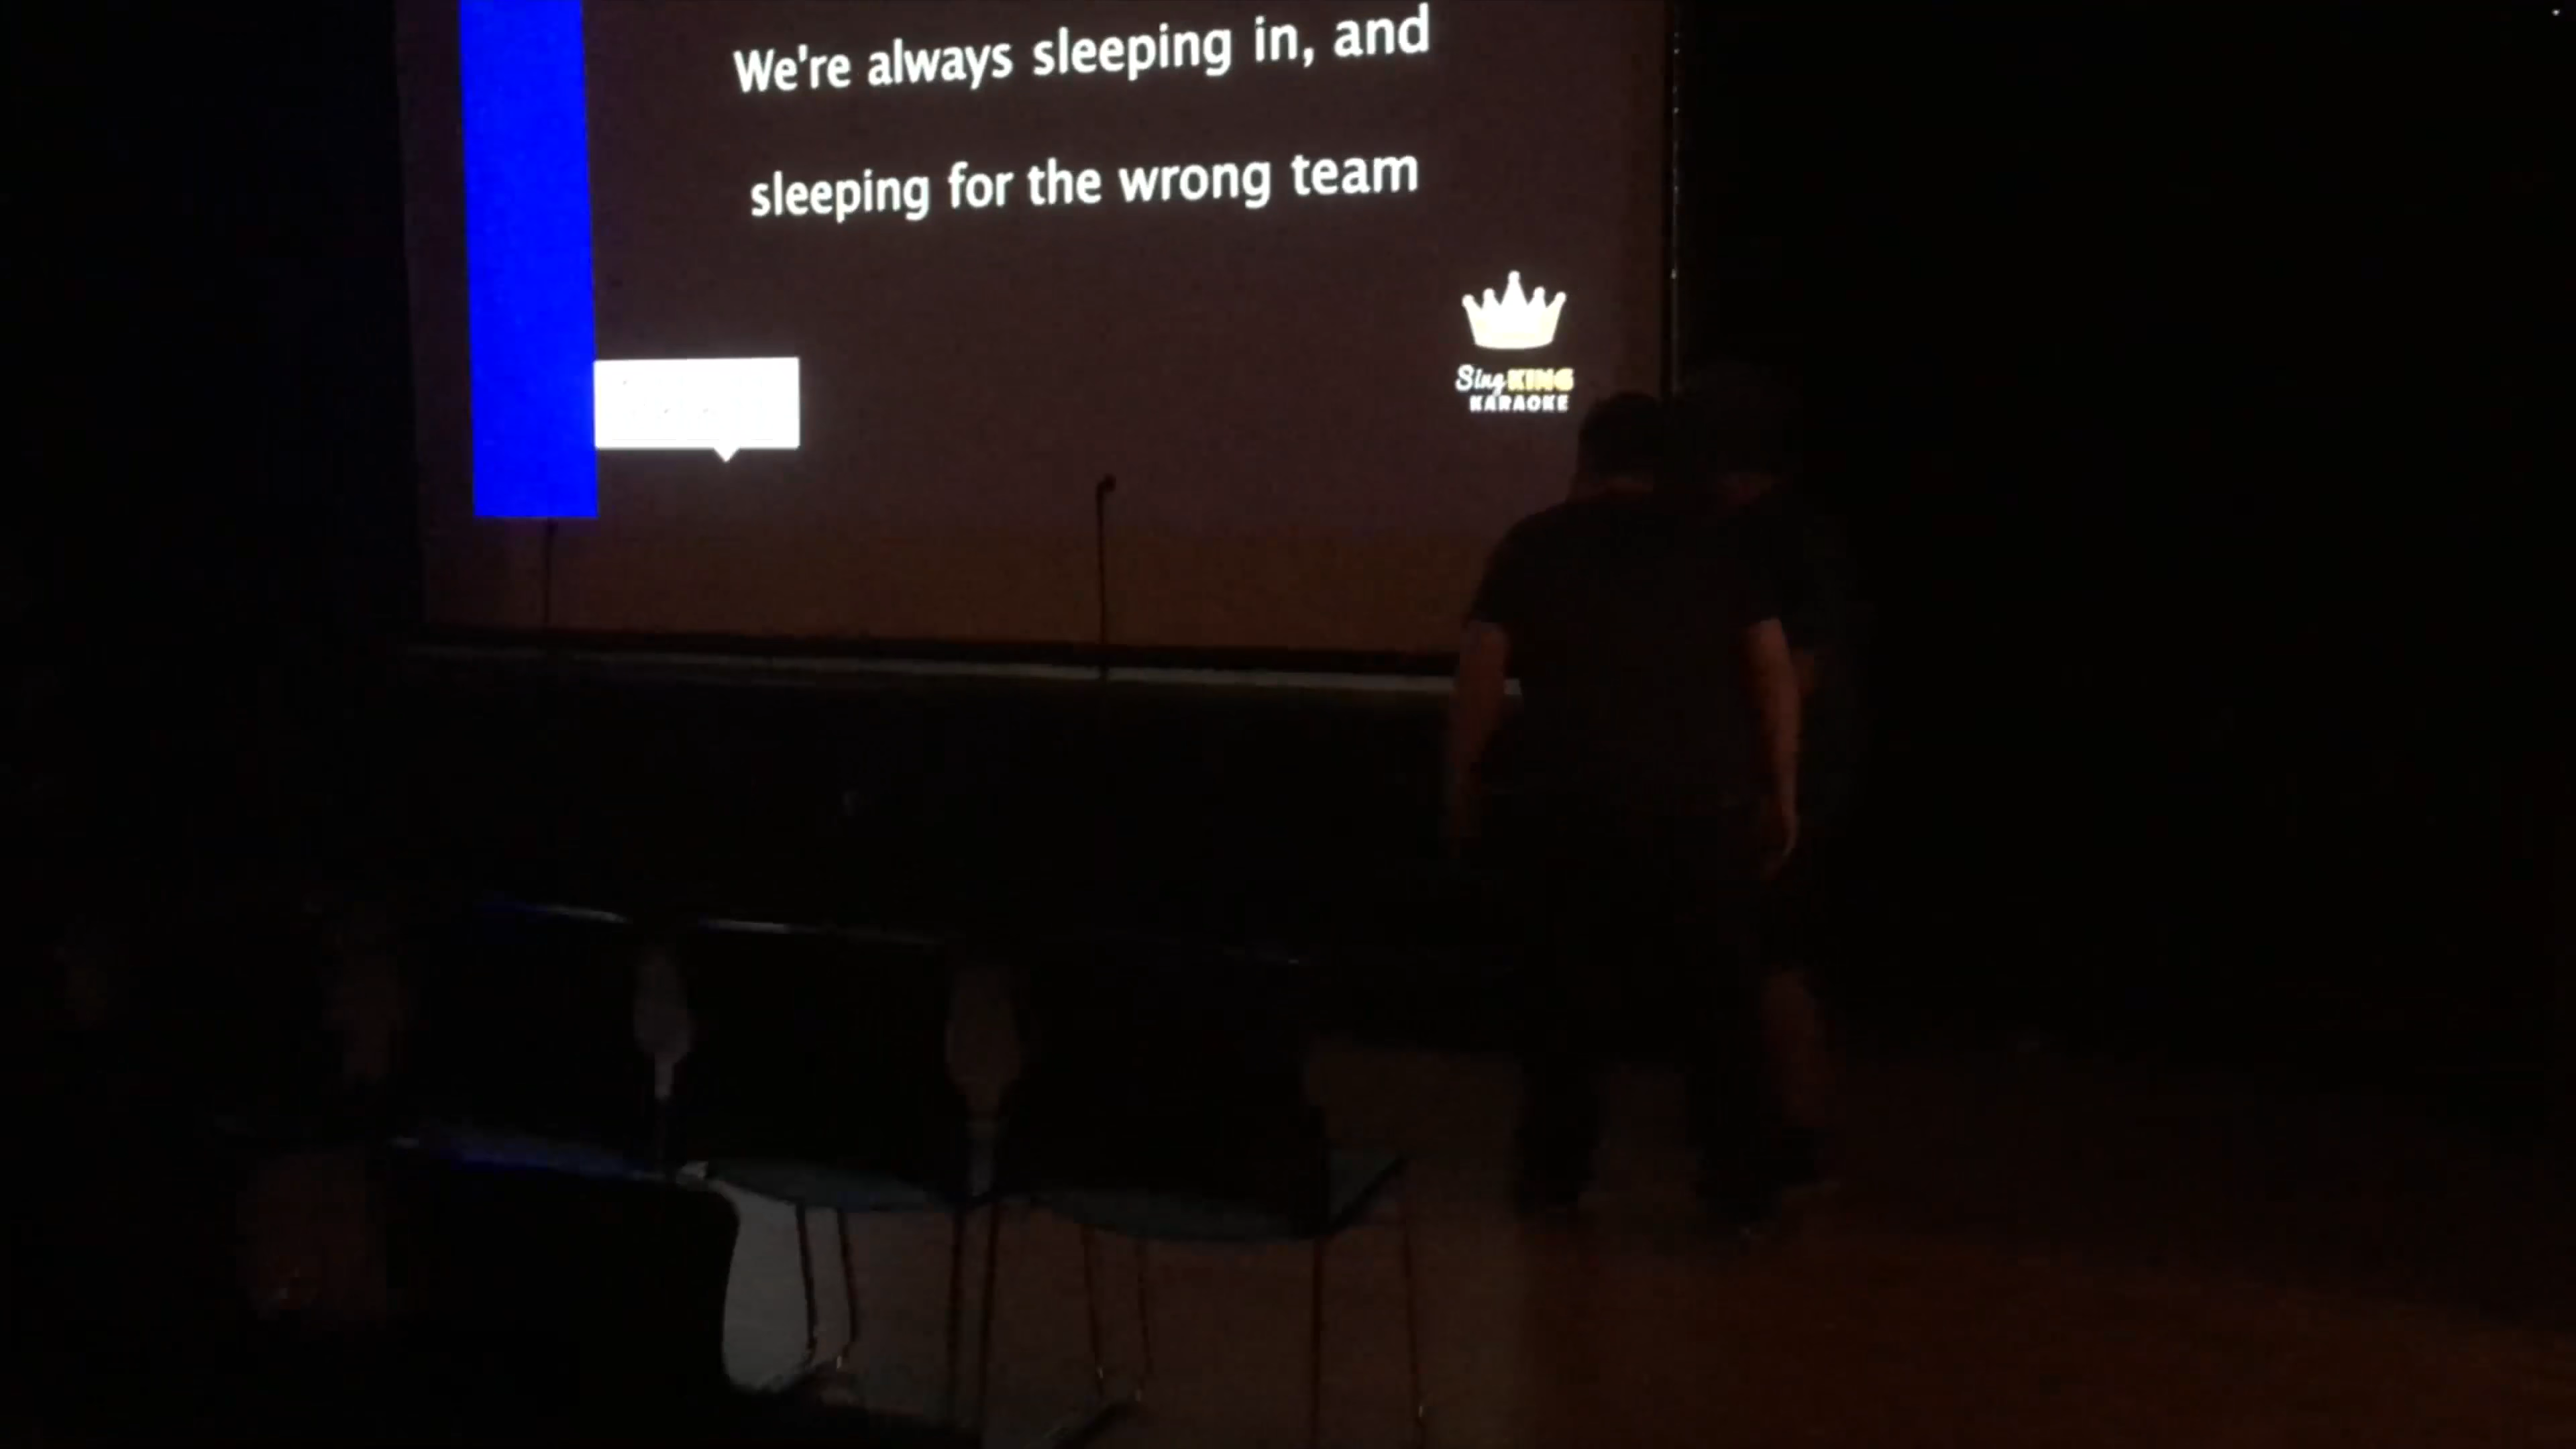 We're always sleeping in, and
sleeping for the wrong team
Sing KING
KARAOKE